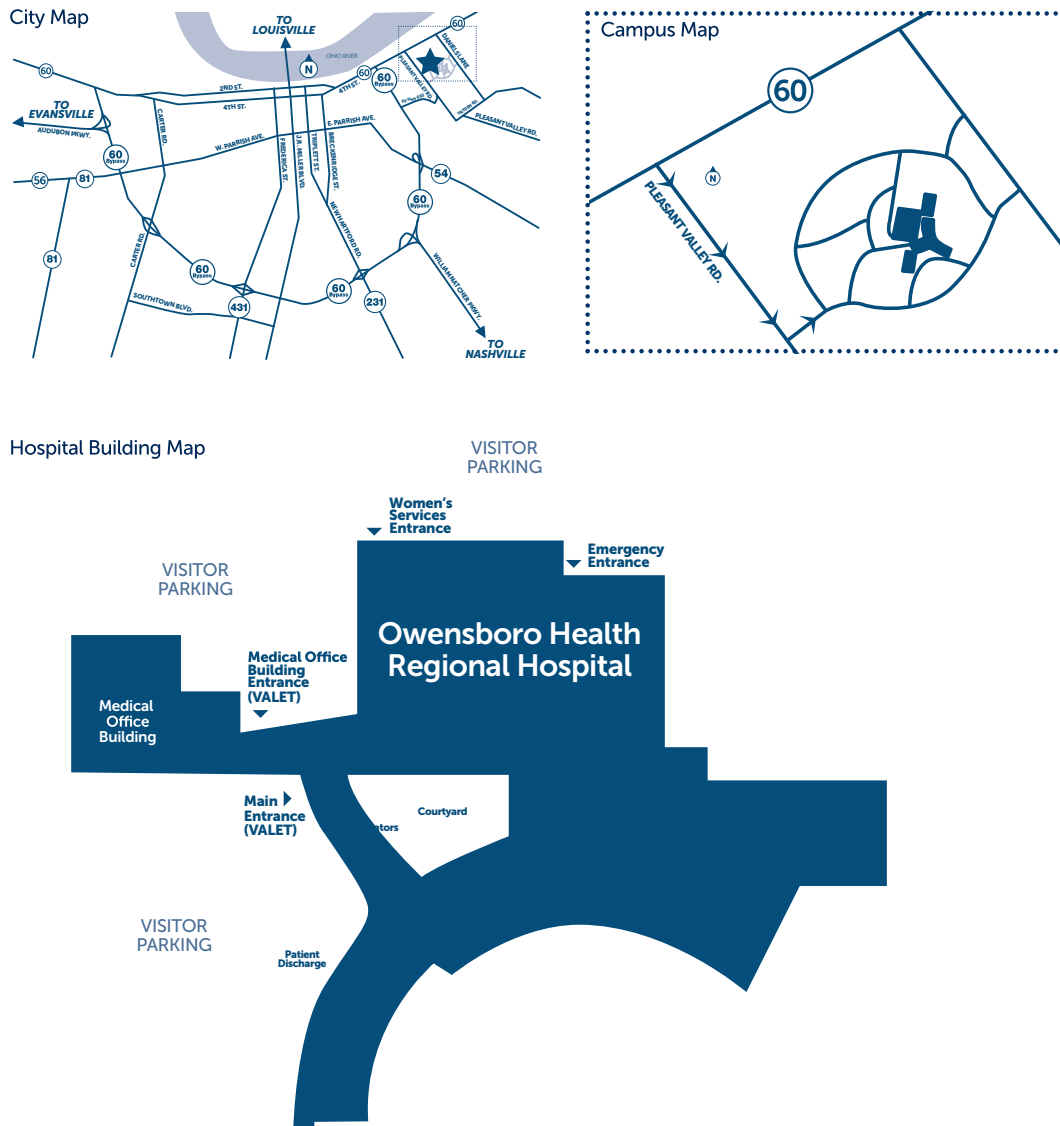 City Map
TO
LOUISVILLE
60
OHIO RIVER
N
DANIELS LANE
PLEASANT VALLEY RD.
60
60
60
Bypass
2ND ST.
4TH ST.
4TH ST.
TO
EVANSVILLE
AUDUBON PKWY.
CARTER RD.
E. PARRISH AVE.
W. PARRISH AVE.
PLEASANT VALLEY RD.
60
Bypass
FREDERICA ST.
J.R. MILLER BLVD.
TRIPLETT ST.
BRECKENRIDGE ST.
56
81
54
60
Bypass
NEW HARTFORD RD.
CARTER RD.
81
60
Bypass
60
Bypass
WILLIAM NATCHER PKWY.
SOUTHTOWN BLVD.
431
231
TO
NASHVILLE
Campus Map
60
N
PLEASANT VALLEY RD.
Hospital Building Map
VISITOR
PARKING
Women's
Services
Entrance
Emergency
Entrance
VISITOR
PARKING
Owensboro Health
Regional Hospital
Medical Office
Building
Entrance
(VALET)
Medical
Office
Building
Main
Entrance
(VALET)
Courtyard
ators
VISITOR
PARKING
Patient
Discharge